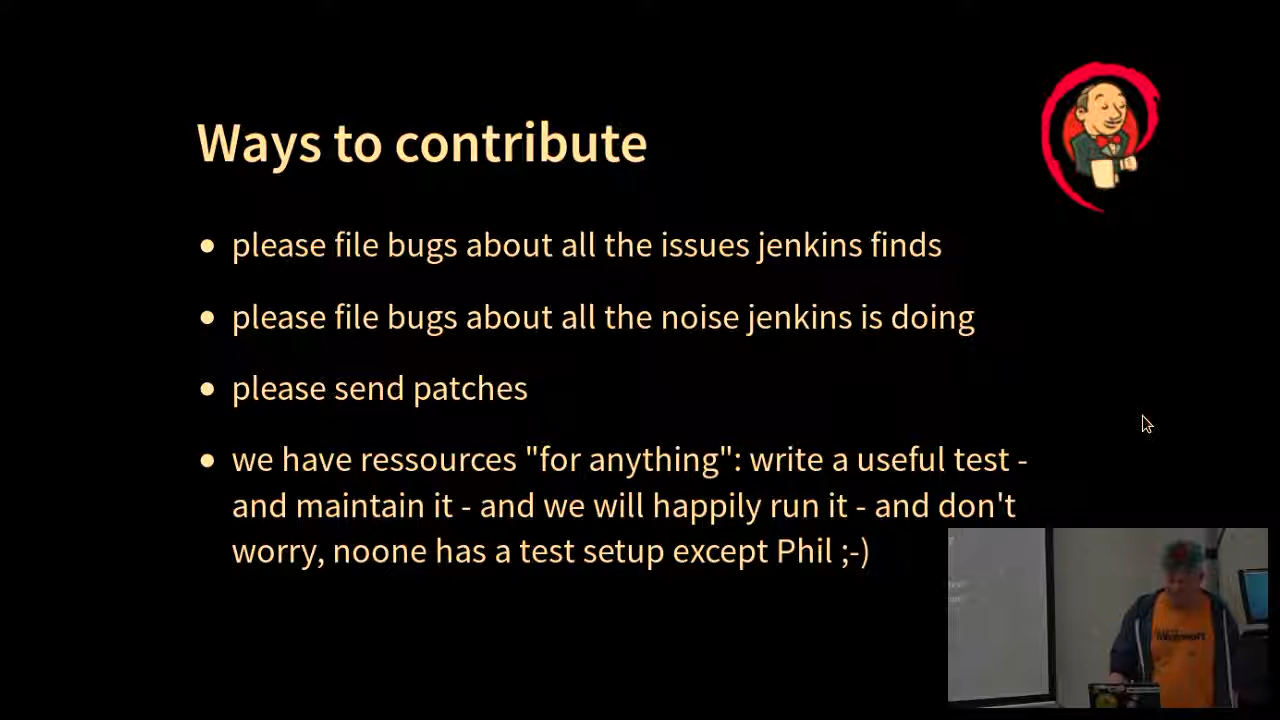 Ways to contribute
• please file bugs about all the issues jenkins finds
• please file bugs about all the noise jenkins is doing
• please send patches
• we have ressources "for anything": write a useful test -
and maintain it - and we will happily run it - and don't
worry, noone has a test setup except Phil ;-)